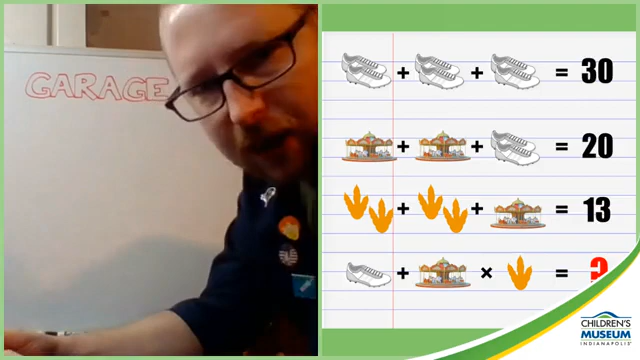 GARAGE
+ + = 30
+ + = 20
+ + = 13
+ × = ?
CHILDREN'S
MUSEUM
INDIANAPOLIS